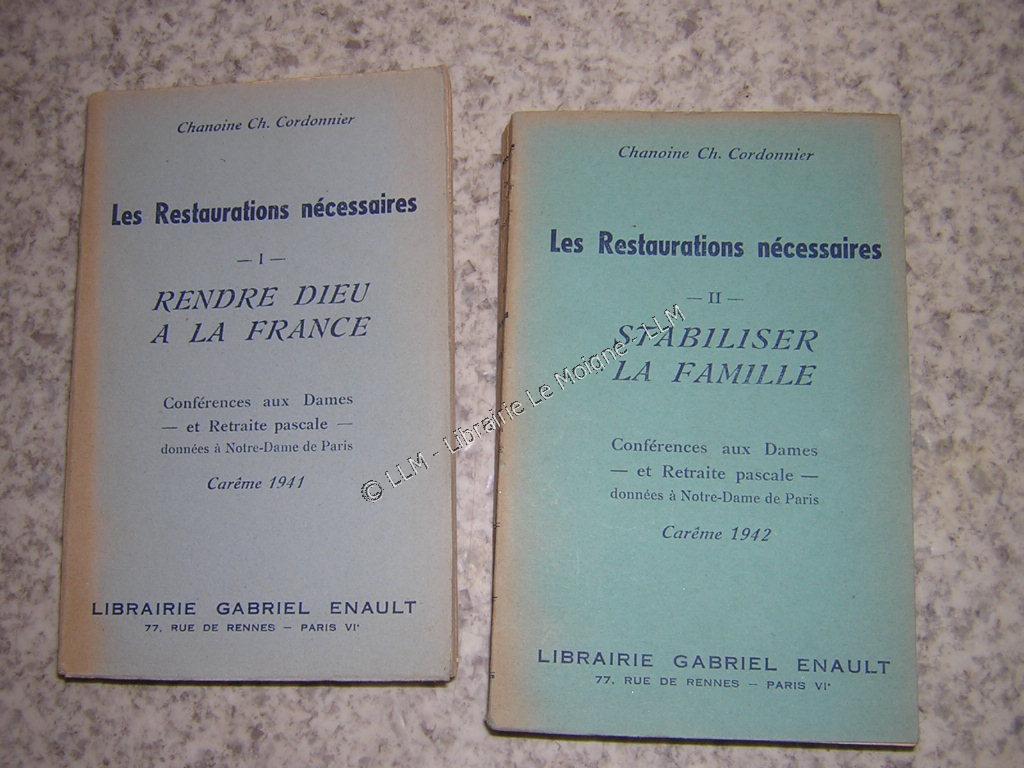 Chanoine Ch. Cordonnier
Les Restaurations nécessaires
— I —
RENDRE DIEU
A LA FRANCE
Conférences aux Dames
— et Retraite pascale —
données à Notre-Dame de Paris
Carême 1941
LIBRAIRIE GABRIEL ENAULT
77, RUE DE RENNES — PARIS VIᵉ
Chanoine Ch. Cordonnier
Les Restaurations nécessaires
— II —
STABILISER
LA FAMILLE
Conférences aux Dames
— et Retraite pascale —
données à Notre-Dame de Paris
Carême 1942
LIBRAIRIE GABRIEL ENAULT
77, RUE DE RENNES — PARIS VIᵉ
© LLM - Librairie Le Moigne - LLM